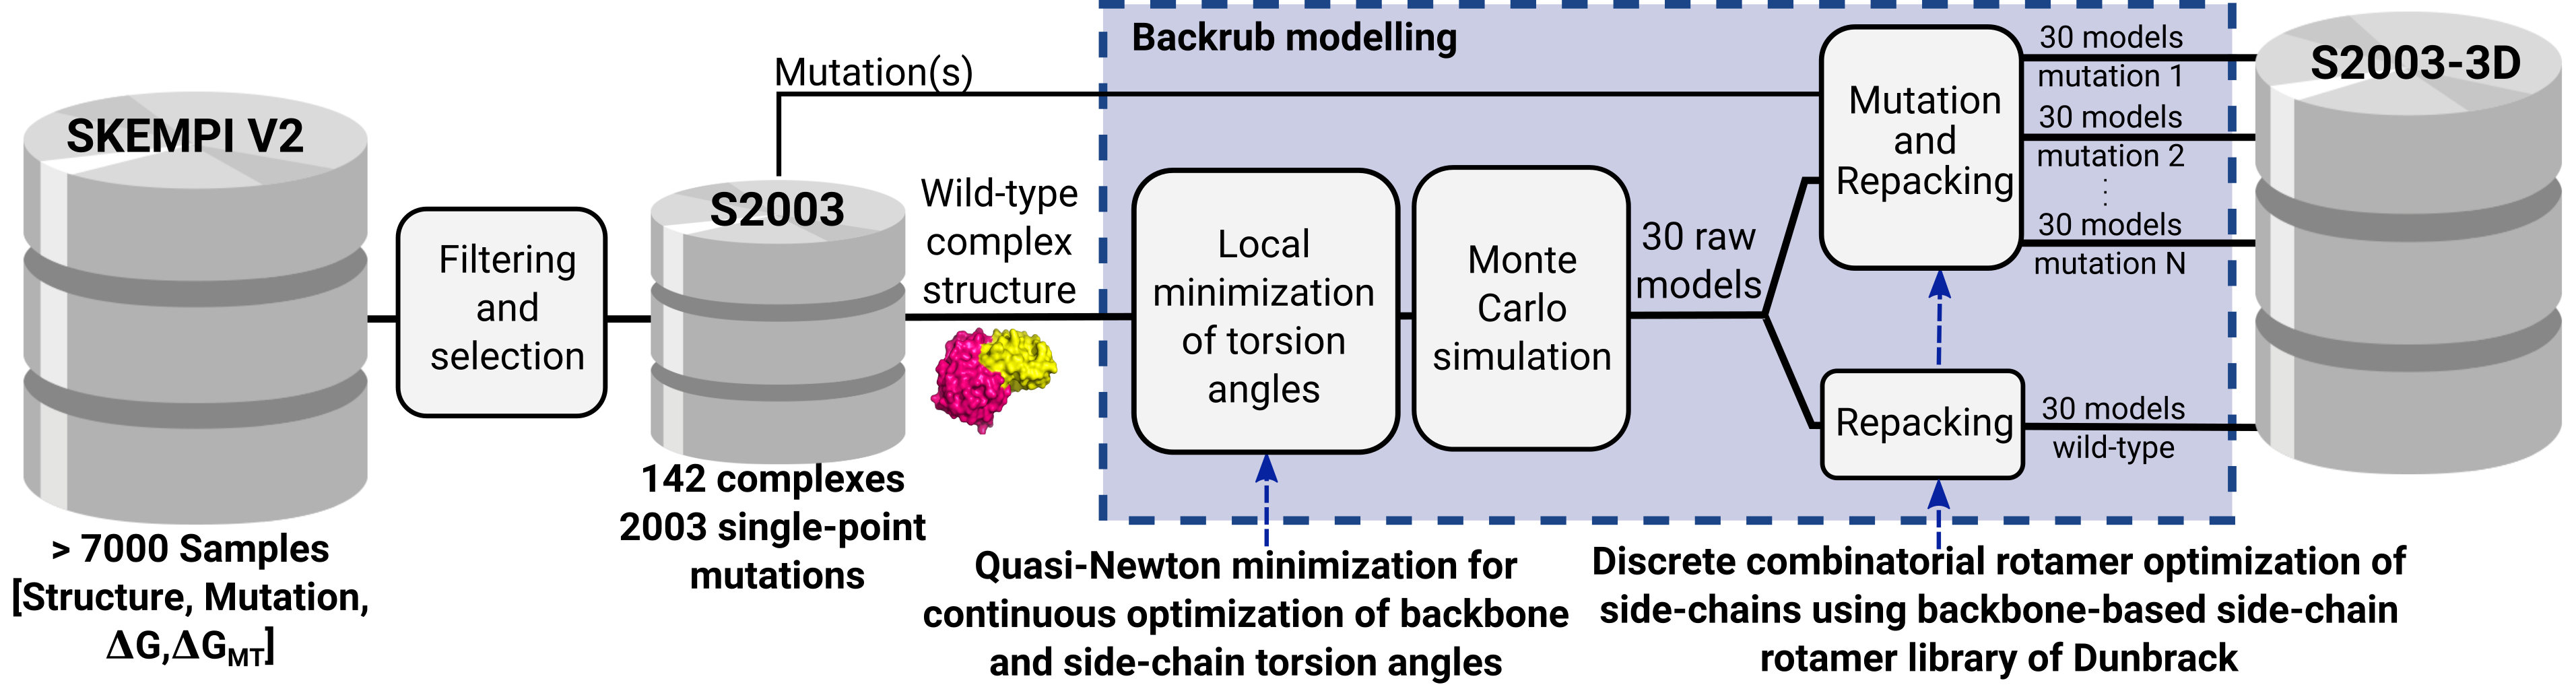 SKEMPI V2
> 7000 Samples
[Structure, Mutation,
ΔG,ΔG_MT]
Filtering
and
selection
S2003
142 complexes
2003 single-point
mutations
Mutation(s)
Wild-type
complex
structure
Backrub modelling
Local
minimization
of torsion
angles
Monte
Carlo
simulation
30 raw
models
Mutation
and
Repacking
Repacking
30 models
mutation 1
30 models
mutation 2
⋮
30 models
mutation N
30 models
wild-type
S2003-3D
Quasi-Newton minimization for
continuous optimization of backbone
and side-chain torsion angles
Discrete combinatorial rotamer optimization of
side-chains using backbone-based side-chain
rotamer library of Dunbrack